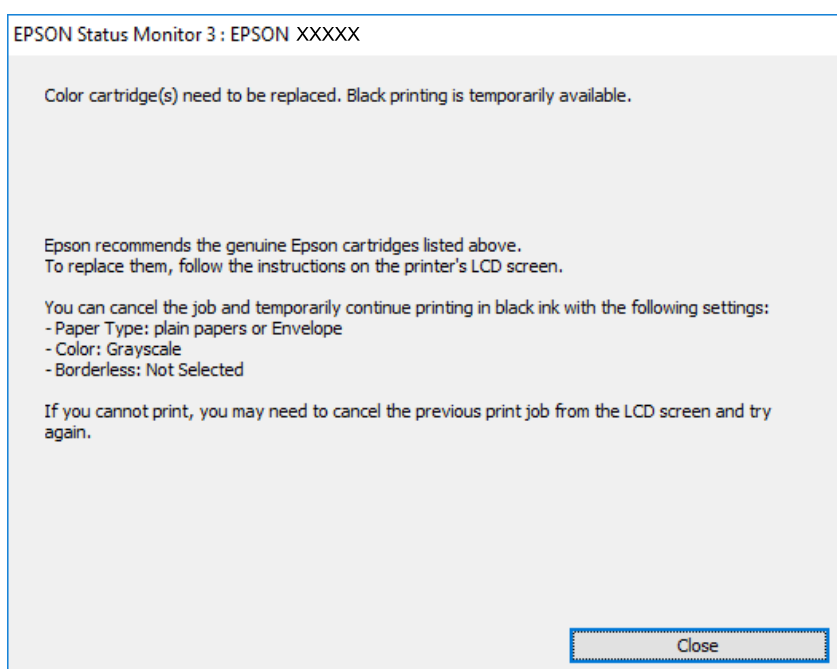 EPSON Status Monitor 3 : EPSON XXXXX
Color cartridge(s) need to be replaced. Black printing is temporarily available.
Epson recommends the genuine Epson cartridges listed above.
To replace them, follow the instructions on the printer's LCD screen.
You can cancel the job and temporarily continue printing in black ink with the following settings:
- Paper Type: plain papers or Envelope
- Color: Grayscale
- Borderless: Not Selected
If you cannot print, you may need to cancel the previous print job from the LCD screen and try
again.
Close